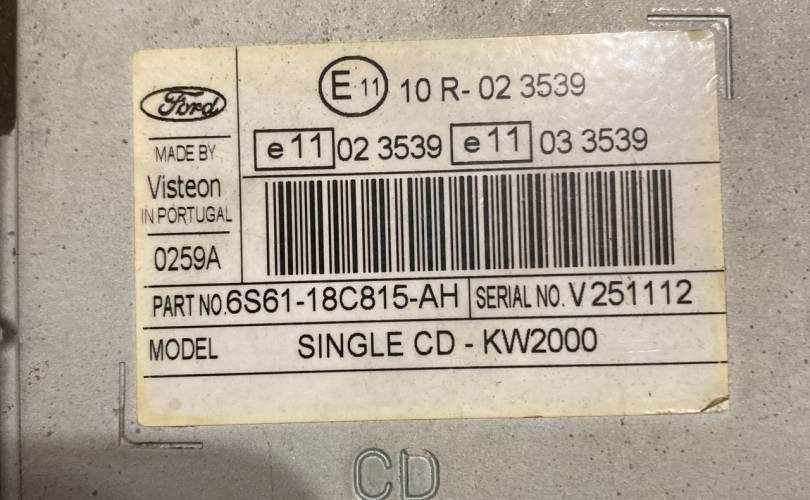 E 11 10 R- 02 3539
Ford
e 11 02 3539 e 11 03 3539
MADE BY
Visteon
IN PORTUGAL
0259A
PART NO. 6S61-18C815-AH SERIAL NO. V 251112
MODEL SINGLE CD - KW2000
CD